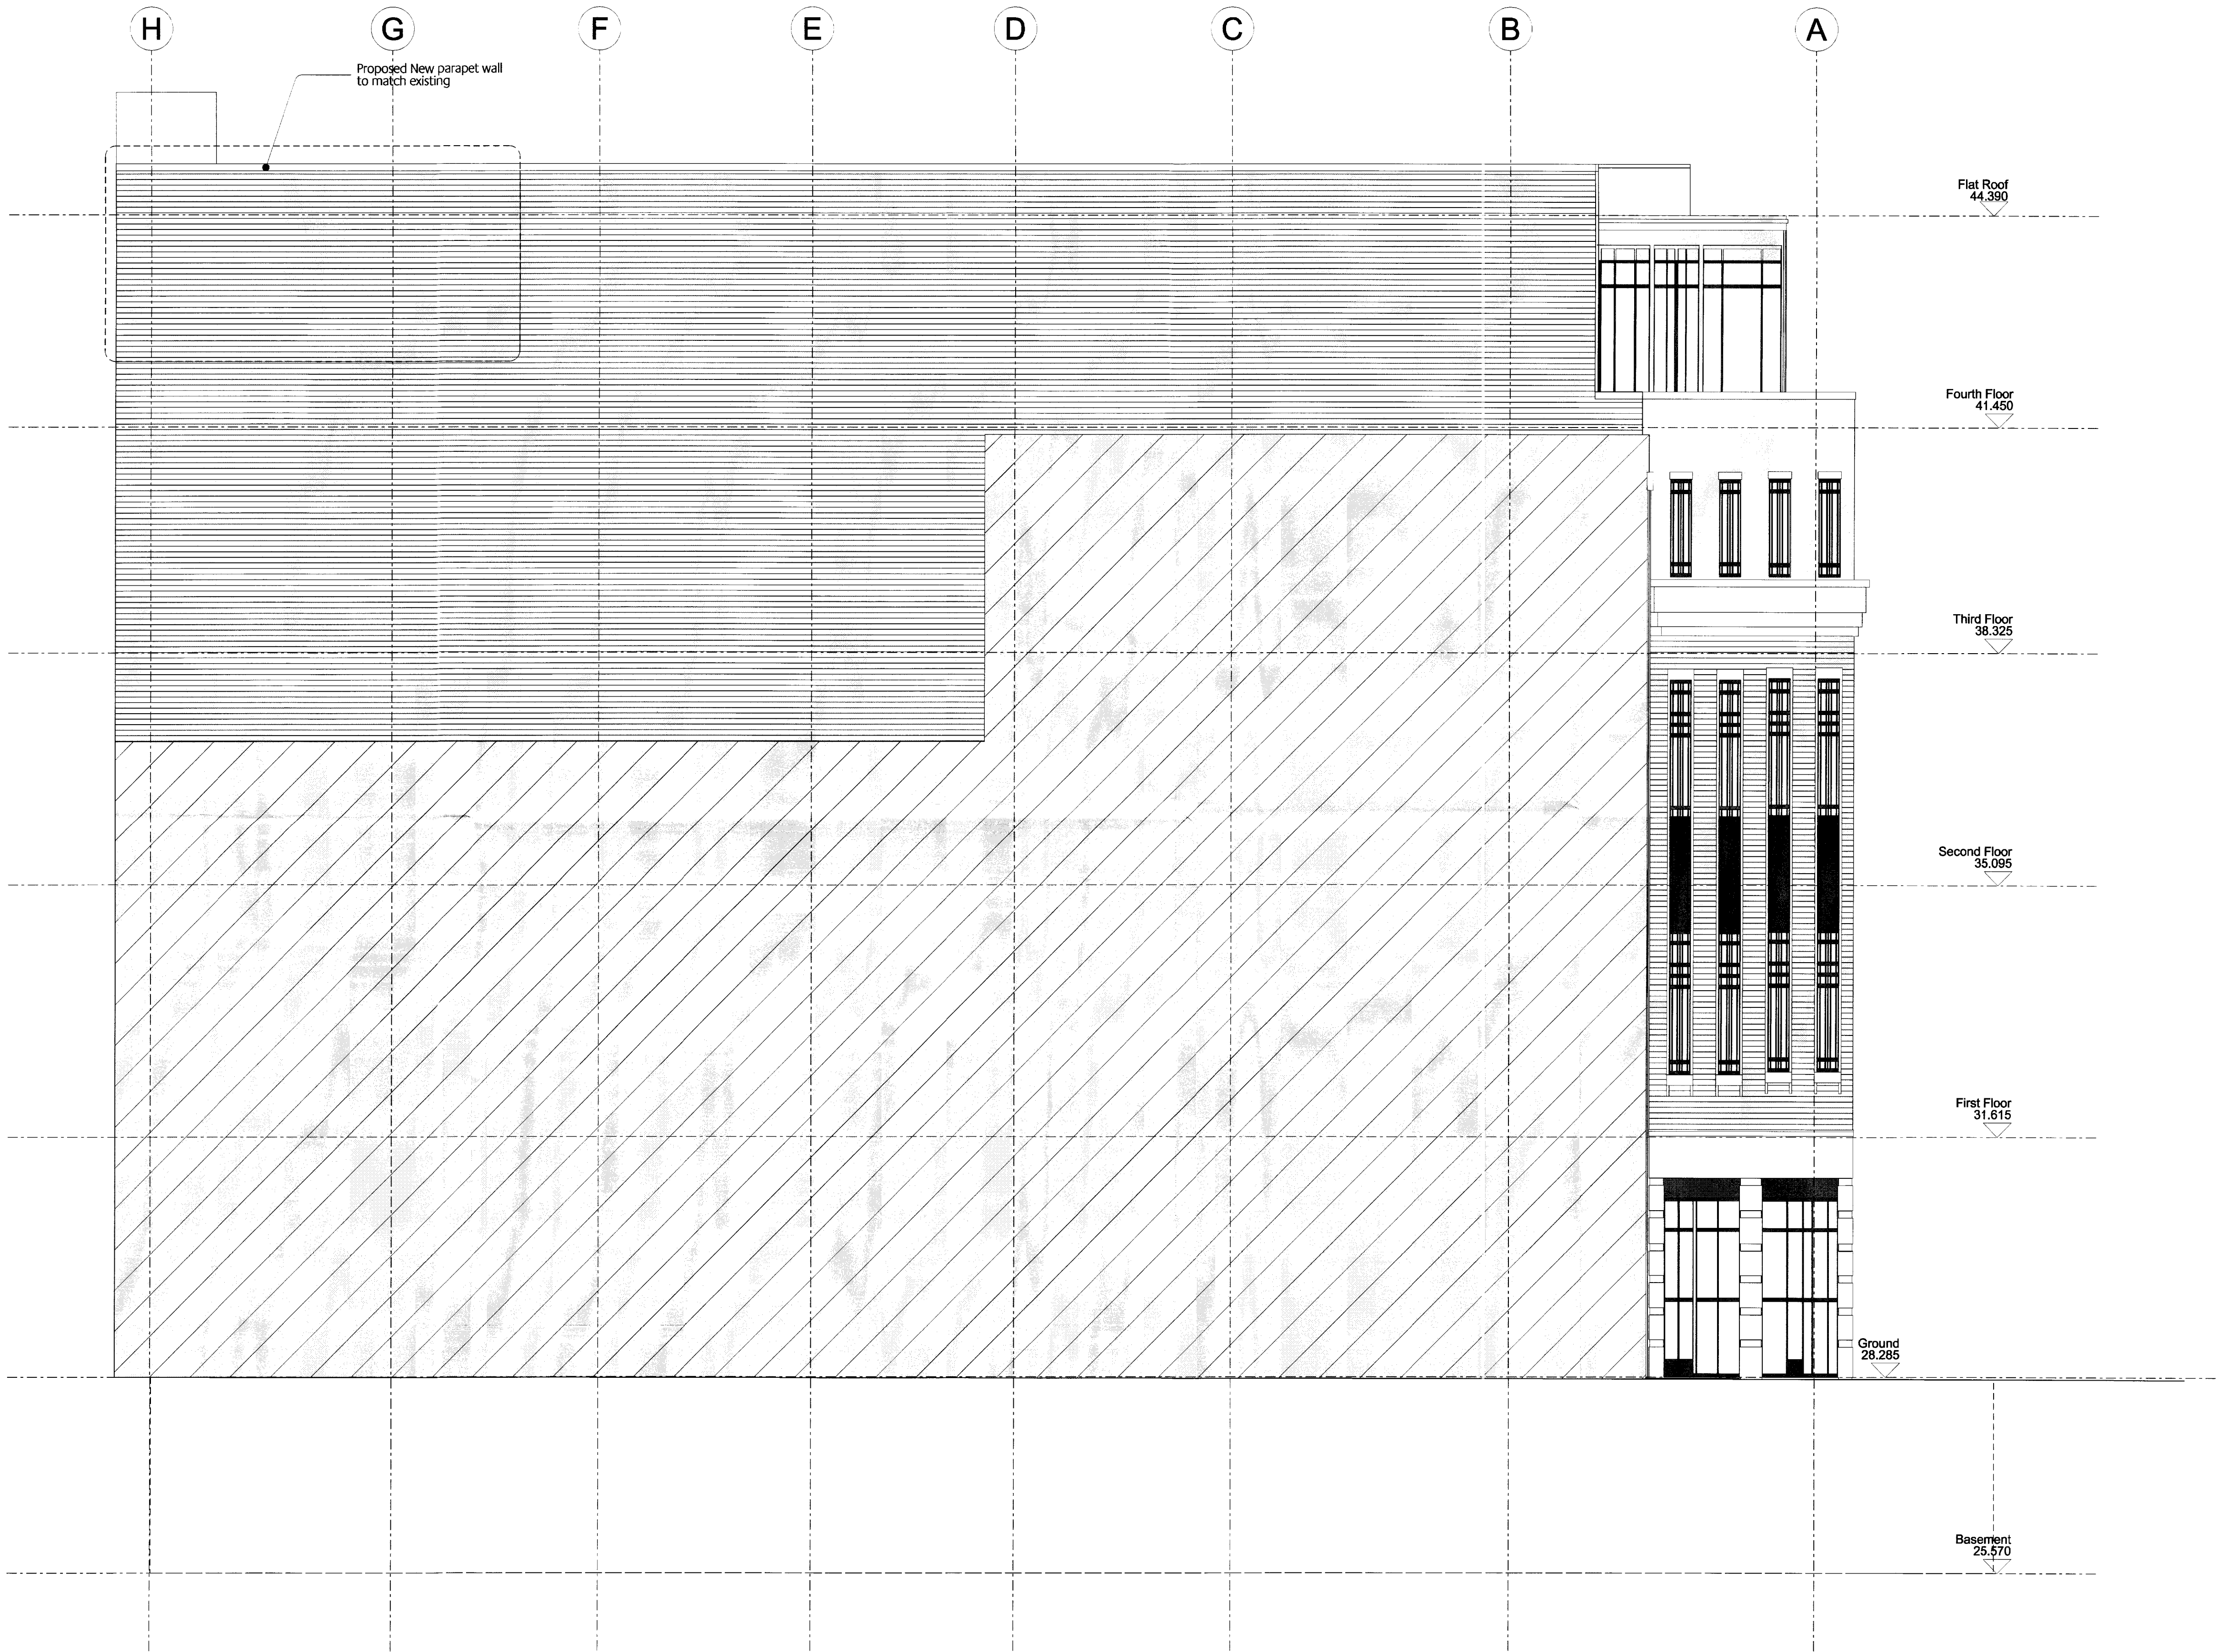 H G F E D C B A
Proposed New parapet wall
to match existing
Flat Roof
44.390
Fourth Floor
41.450
Third Floor
38.325
Second Floor
35.095
First Floor
31.615
Ground
28.285
Basement
25.570